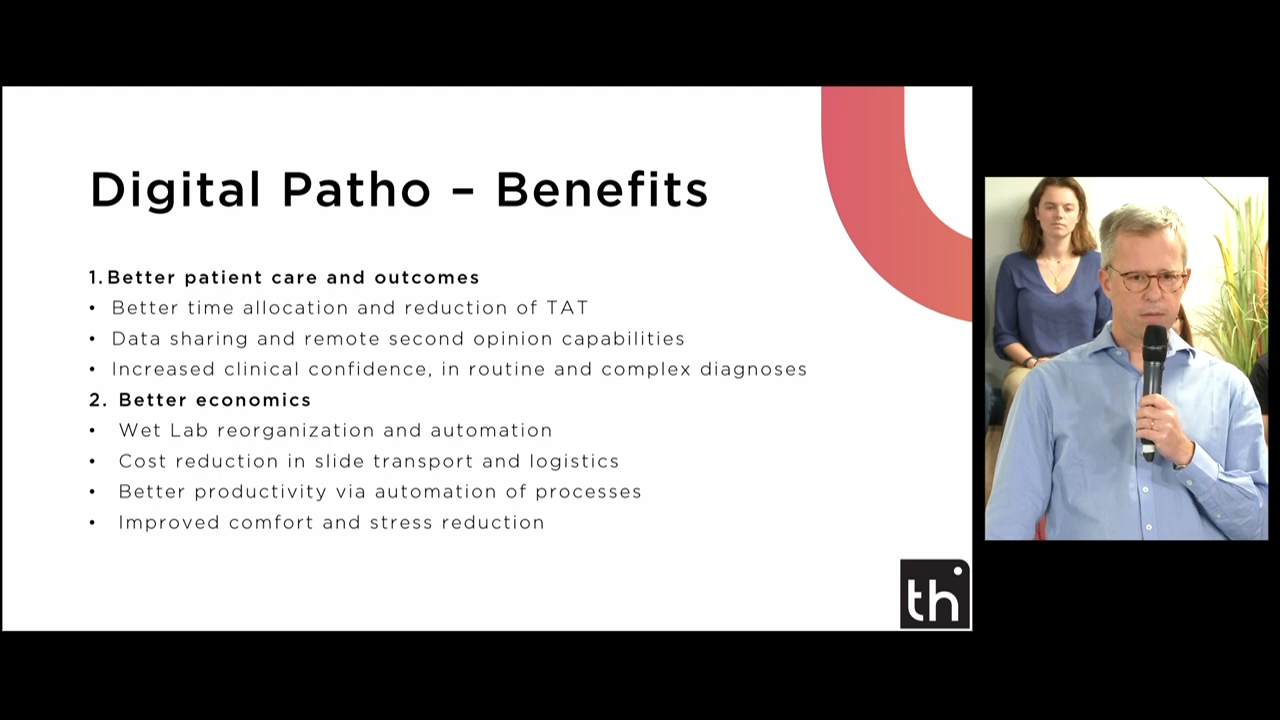 Digital Patho – Benefits
1. Better patient care and outcomes
• Better time allocation and reduction of TAT
• Data sharing and remote second opinion capabilities
• Increased clinical confidence, in routine and complex diagnoses
2. Better economics
• Wet Lab reorganization and automation
• Cost reduction in slide transport and logistics
• Better productivity via automation of processes
• Improved comfort and stress reduction
th